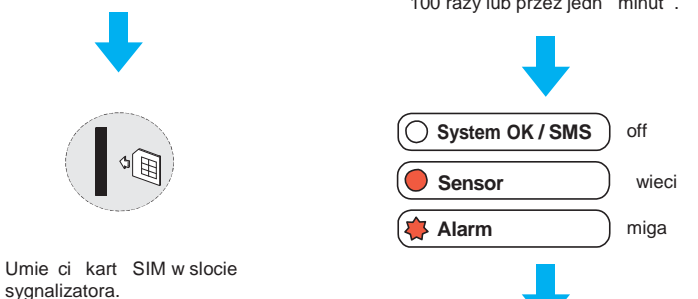 100 razy lub przez jedn minut .
System OK / SMS off
Sensor wieci
Alarm miga
Umie ci kart SIM w slocie
sygnalizatora.